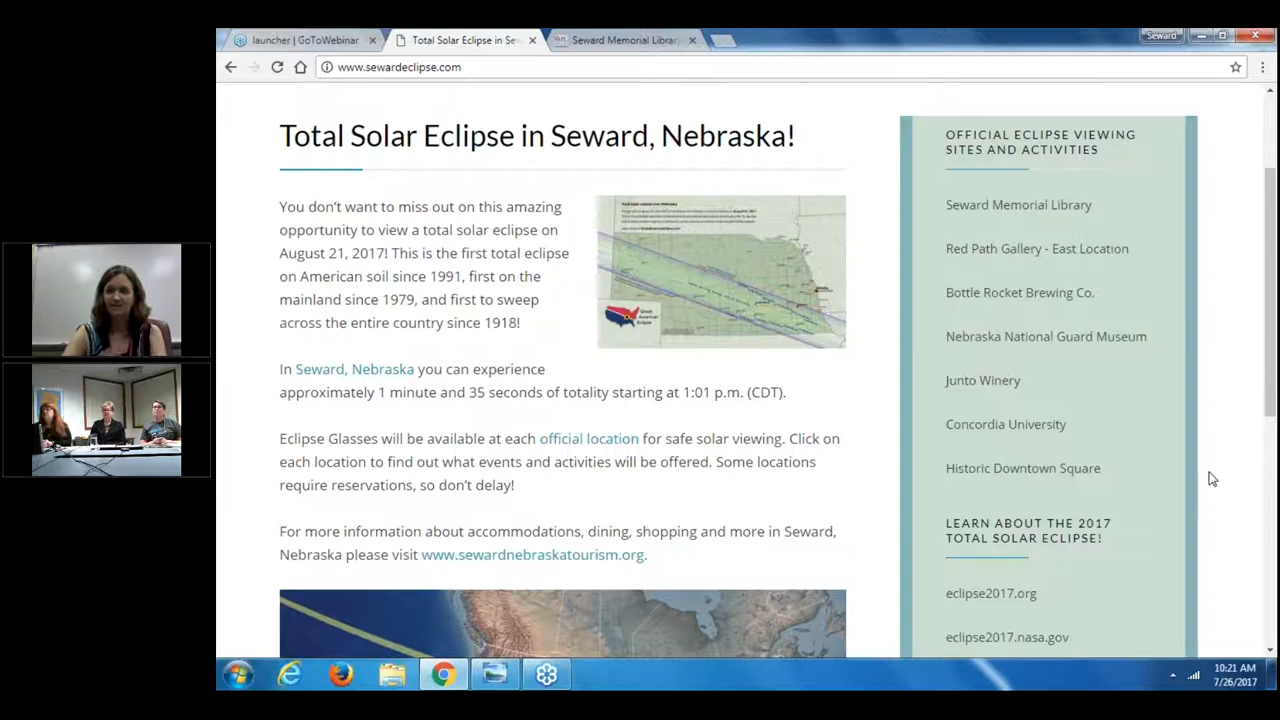 launcher | GoToWebinar
Total Solar Eclipse in Se
Seward Memorial Librar
Seward
www.sewardeclipse.com
Total Solar Eclipse in Seward, Nebraska!
You don't want to miss out on this amazing
opportunity to view a total solar eclipse on
August 21, 2017! This is the first total eclipse
on American soil since 1991, first on the
mainland since 1979, and first to sweep
across the entire country since 1918!
Great
American
Eclipse
In Seward, Nebraska you can experience
approximately 1 minute and 35 seconds of totality starting at 1:01 p.m. (CDT).
Eclipse Glasses will be available at each official location for safe solar viewing. Click on
each location to find out what events and activities will be offered. Some locations
require reservations, so don't delay!
For more information about accommodations, dining, shopping and more in Seward,
Nebraska please visit www.sewardnebraskatourism.org.
OFFICIAL ECLIPSE VIEWING
SITES AND ACTIVITIES
Seward Memorial Library
Red Path Gallery - East Location
Bottle Rocket Brewing Co.
Nebraska National Guard Museum
Junto Winery
Concordia University
Historic Downtown Square
LEARN ABOUT THE 2017
TOTAL SOLAR ECLIPSE!
eclipse2017.org
eclipse2017.nasa.gov
10:21 AM
7/26/2017